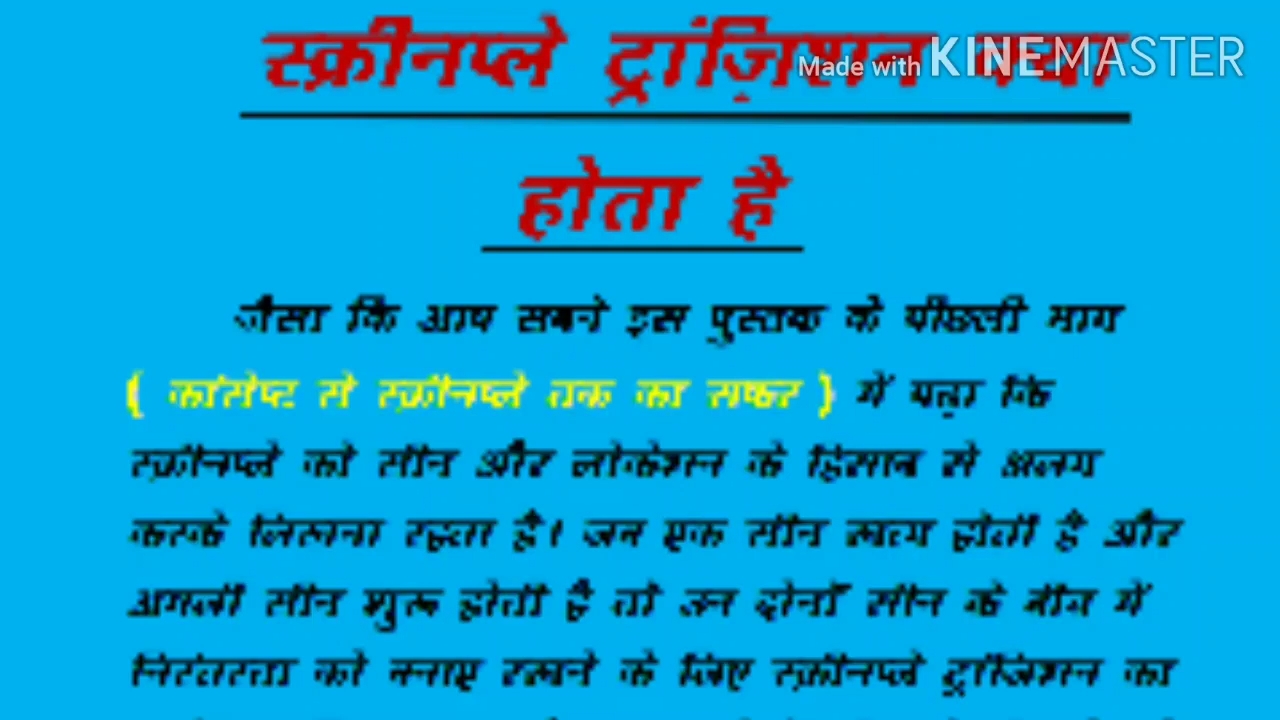 स्क्रीनप्ले ट्रांज़िशन क्या
Made with KINEMASTER
होता है
जैसा कि आप सबने इस पुस्तक के पीछली भाग
( कांसेप्ट से स्क्रीनप्ले तक का सफर ) में पढ़ा कि
स्क्रीनप्ले को सीन और लोकेश्सन के हिसाब से अलग
करके लिखना रहता है। जब एक सीन खत्म होती है और
अगली सीन शुरू होती है तो उन दोनों सीन के बीच में
निरंतरता को बनाए रखने के लिए स्क्रीनप्ले ट्रांजिशन का